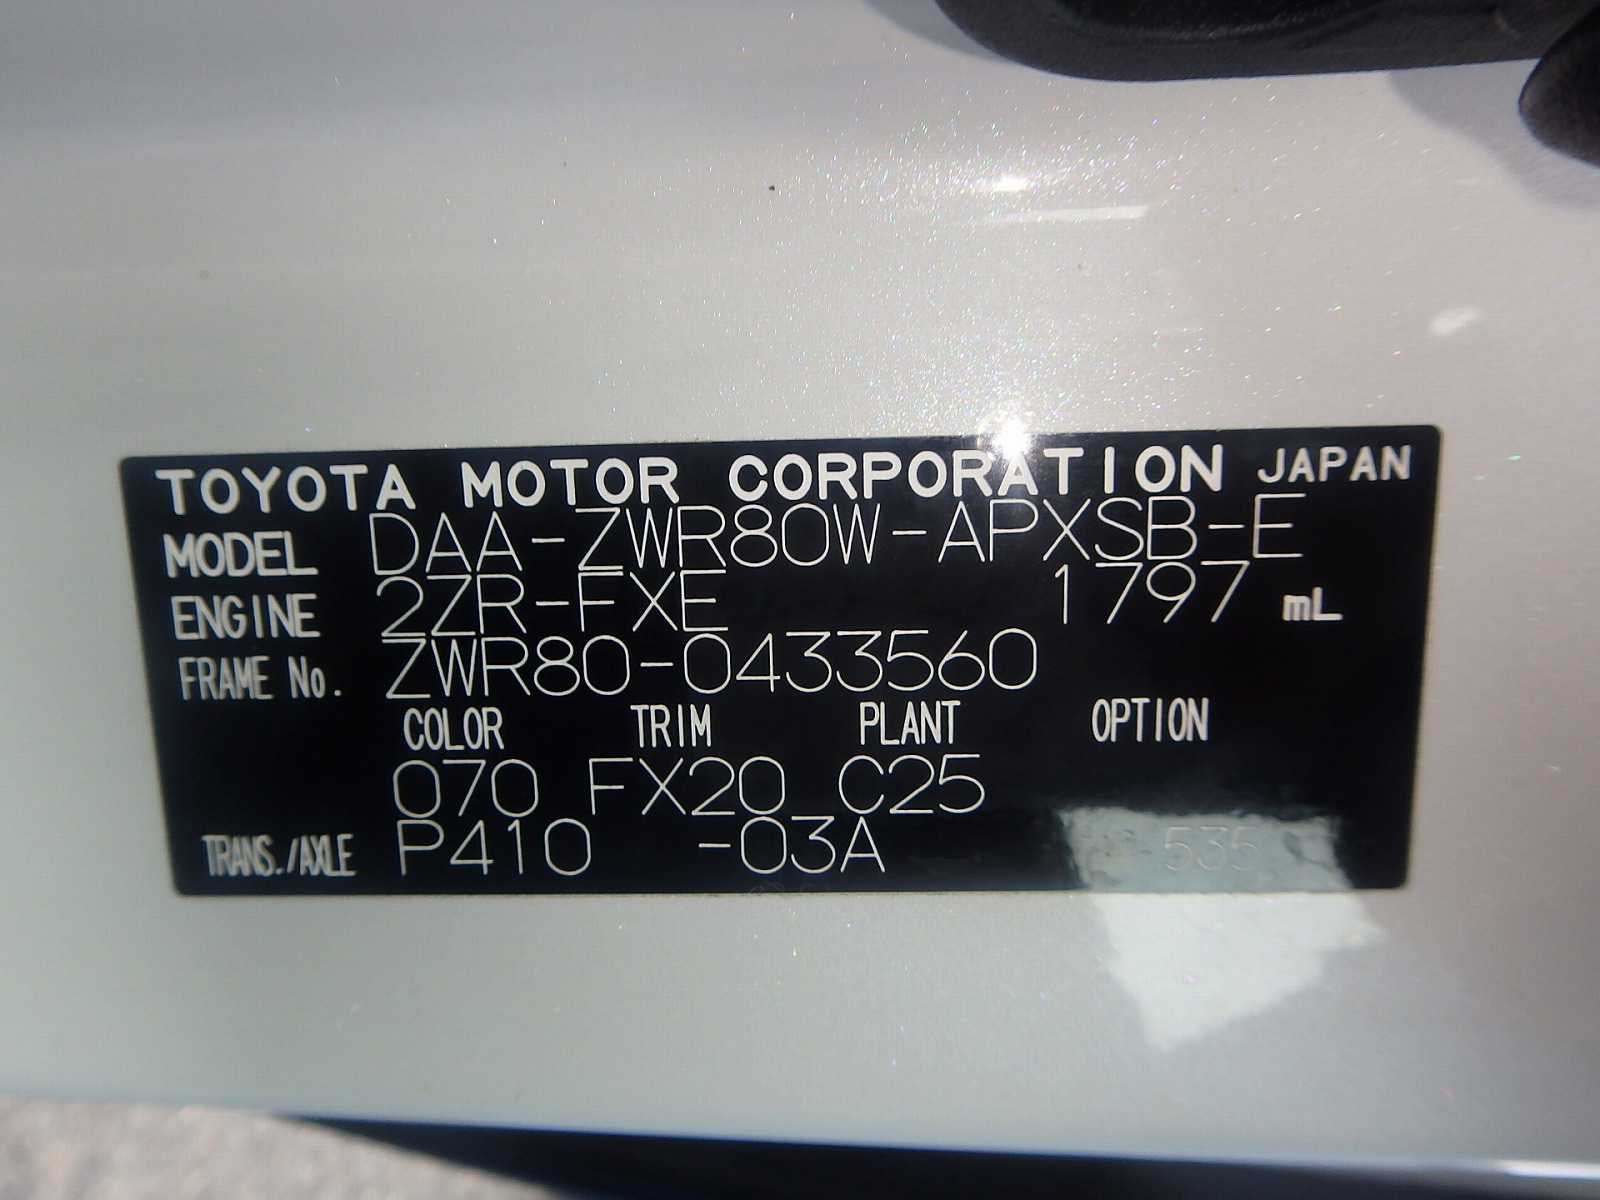 TOYOTA MOTOR CORPORATION JAPAN
MODEL DAA-ZWR80W-APXSB-E
ENGINE 2ZR-FXE 1797 mL
FRAME No. ZWR80-0433560
COLOR TRIM PLANT OPTION
070 FX20 C25
TRANS./AXLE P410 -03A 535